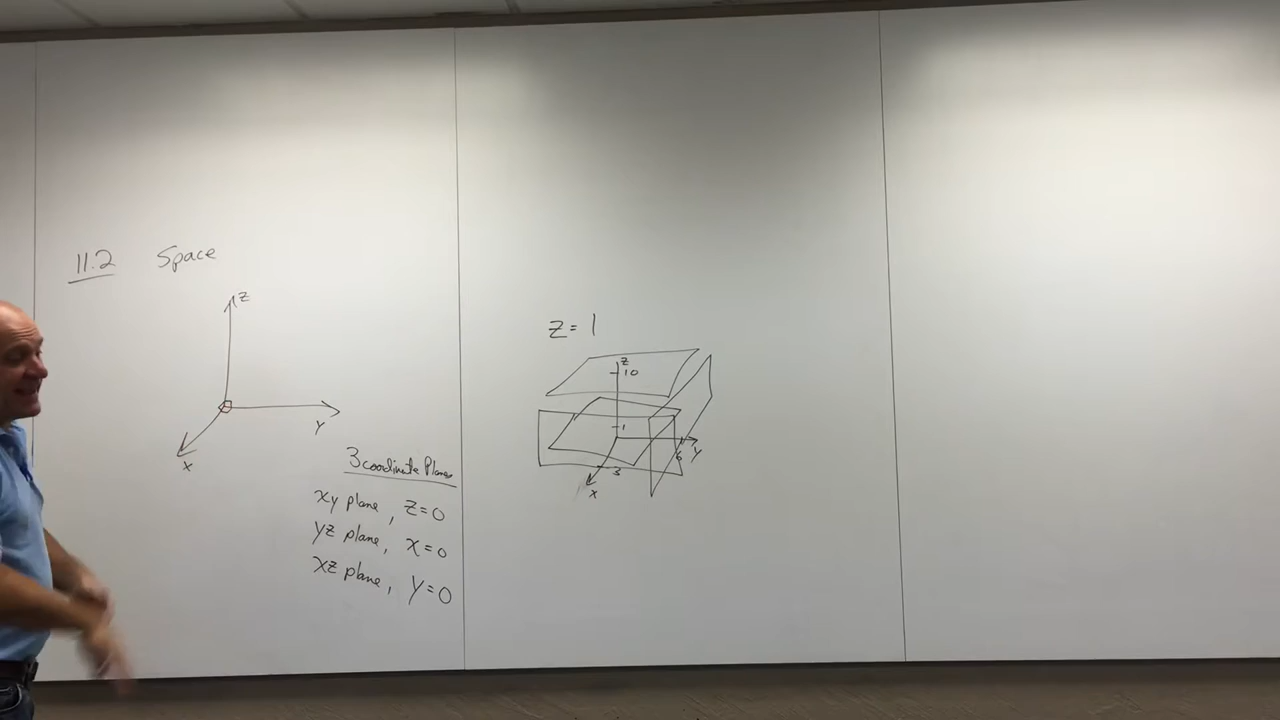 11.2 Space
Z
Y
X
3 coordinate Planes
xy plane, z=0
yz plane, x=0
xz plane, y=0
z=1
z
10
1
6
Y
3
X